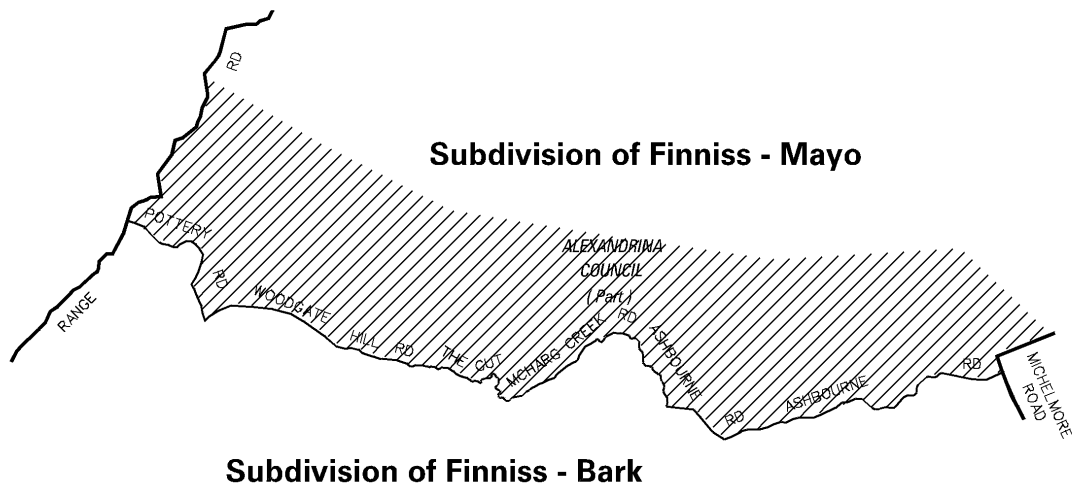 RD
Subdivision of Finniss - Mayo
POTTERY
RD
ALEXANDRINA
COUNCIL
(Part)
RANGE
WOODGATE
HILL RD
THE CUT
MCHARG CREEK
RD
ASHBOURNE
RD
ASHBOURNE
RD
MICHELMORE
ROAD
Subdivision of Finniss - Bark